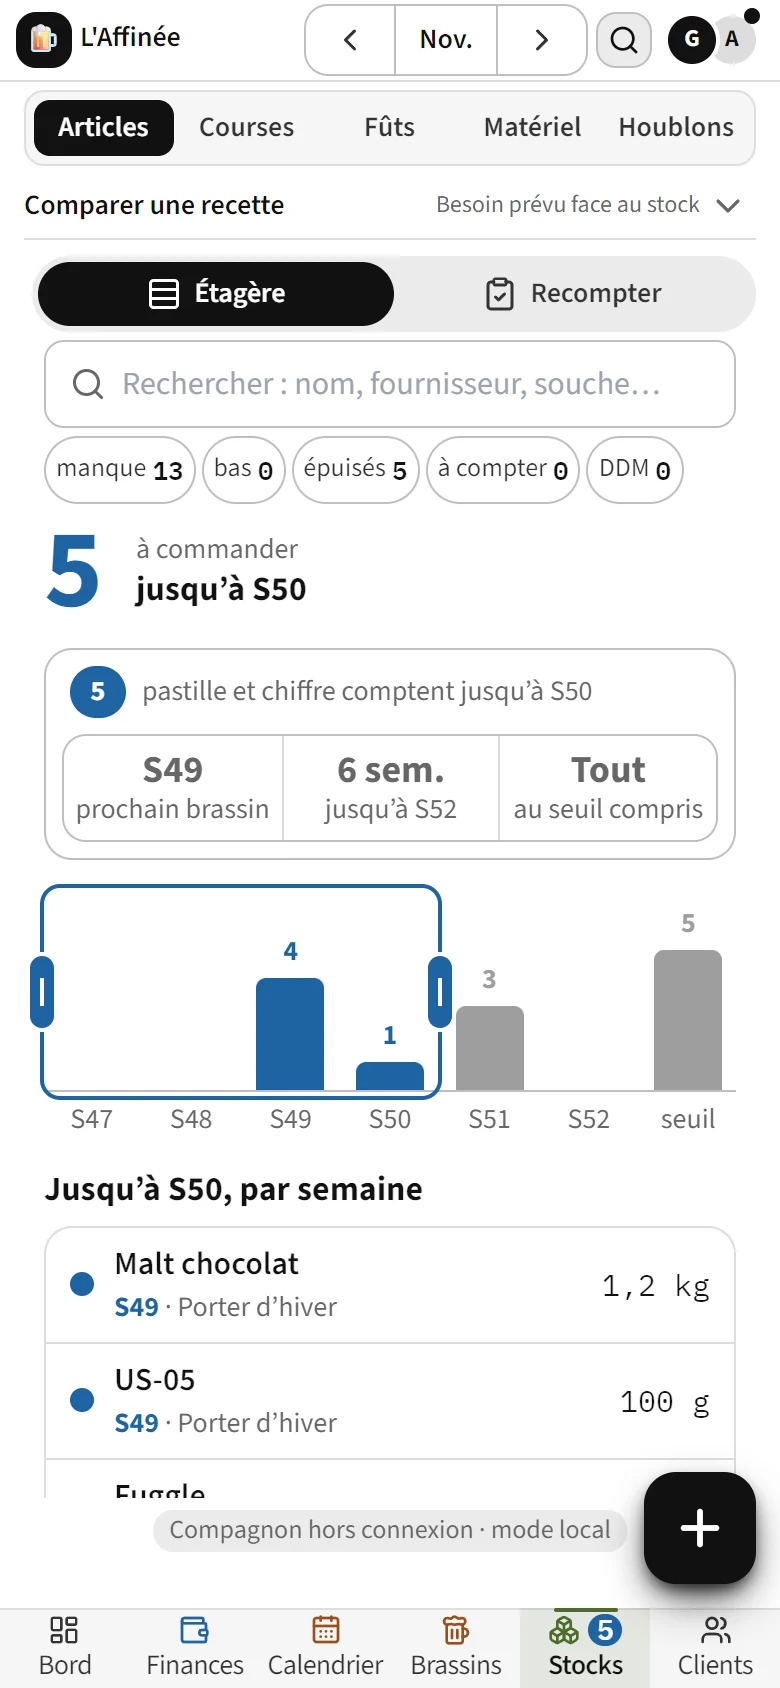 L'Affinée
Nov.
G A
Articles Courses Fûts Matériel Houblons
Comparer une recette Besoin prévu face au stock
Étagère Recompter
Rechercher : nom, fournisseur, souche…
manque 13 bas 0 épuisés 5 à compter 0 DDM 0
5 à commander
jusqu’à S50
5 pastille et chiffre comptent jusqu’à S50
S49 6 sem. Tout
prochain brassin jusqu’à S52 au seuil compris
4 1 3 5
S47 S48 S49 S50 S51 S52 seuil
Jusqu’à S50, par semaine
Malt chocolat 1,2 kg
S49 · Porter d’hiver
US-05 100 g
S49 · Porter d’hiver
Fuggle
Compagnon hors connexion · mode local
5
Bord Finances Calendrier Brassins Stocks Clients